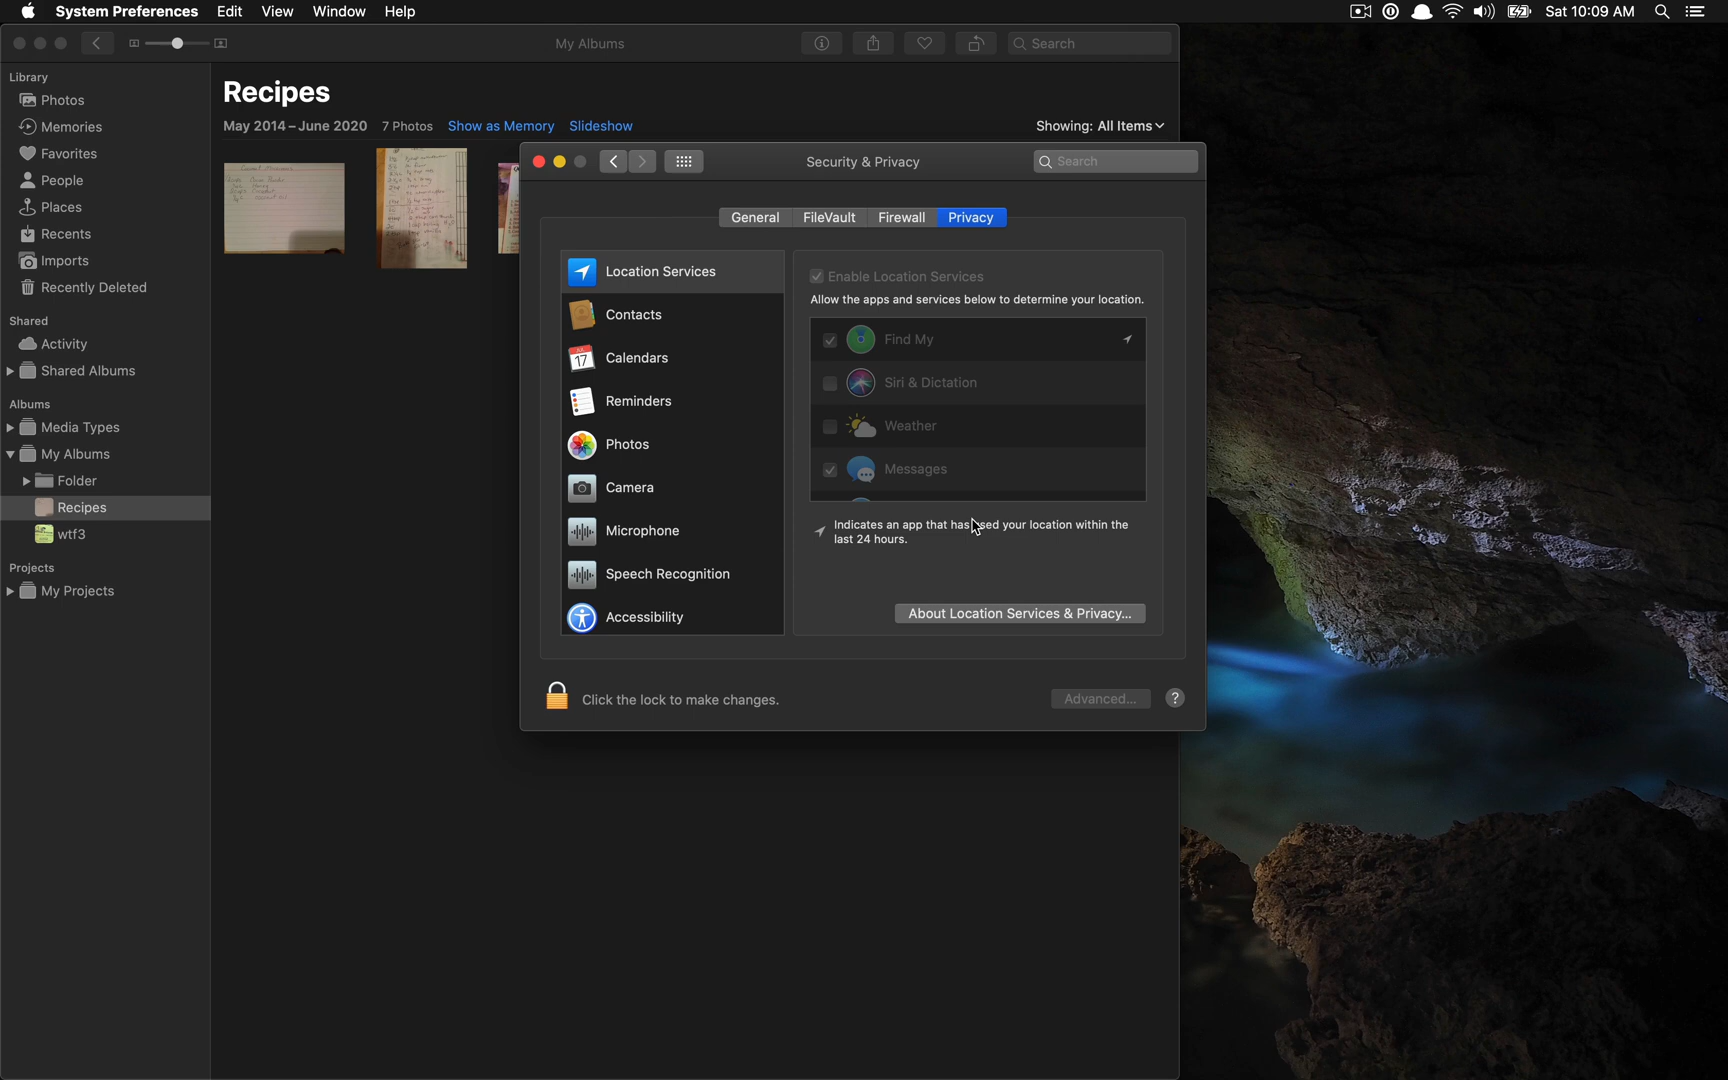 System Preferences Edit View Window Help
Sat 10:09 AM
My Albums
Search
Library
Photos
Memories
Favorites
People
Places
Recents
Imports
Recently Deleted
Shared
Activity
Shared Albums
Albums
Media Types
My Albums
Folder
Recipes
wtf3
Projects
My Projects
Recipes
May 2014 – June 2020 7 Photos Show as Memory Slideshow
Showing: All Items
Security & Privacy
Search
General FileVault Firewall Privacy
Location Services
Contacts
JUL
17
Calendars
Reminders
Photos
Camera
Microphone
Speech Recognition
Accessibility
Enable Location Services
Allow the apps and services below to determine your location.
Find My
Siri & Dictation
Weather
Messages
Indicates an app that has used your location within the
last 24 hours.
About Location Services & Privacy...
Click the lock to make changes.
Advanced...
?